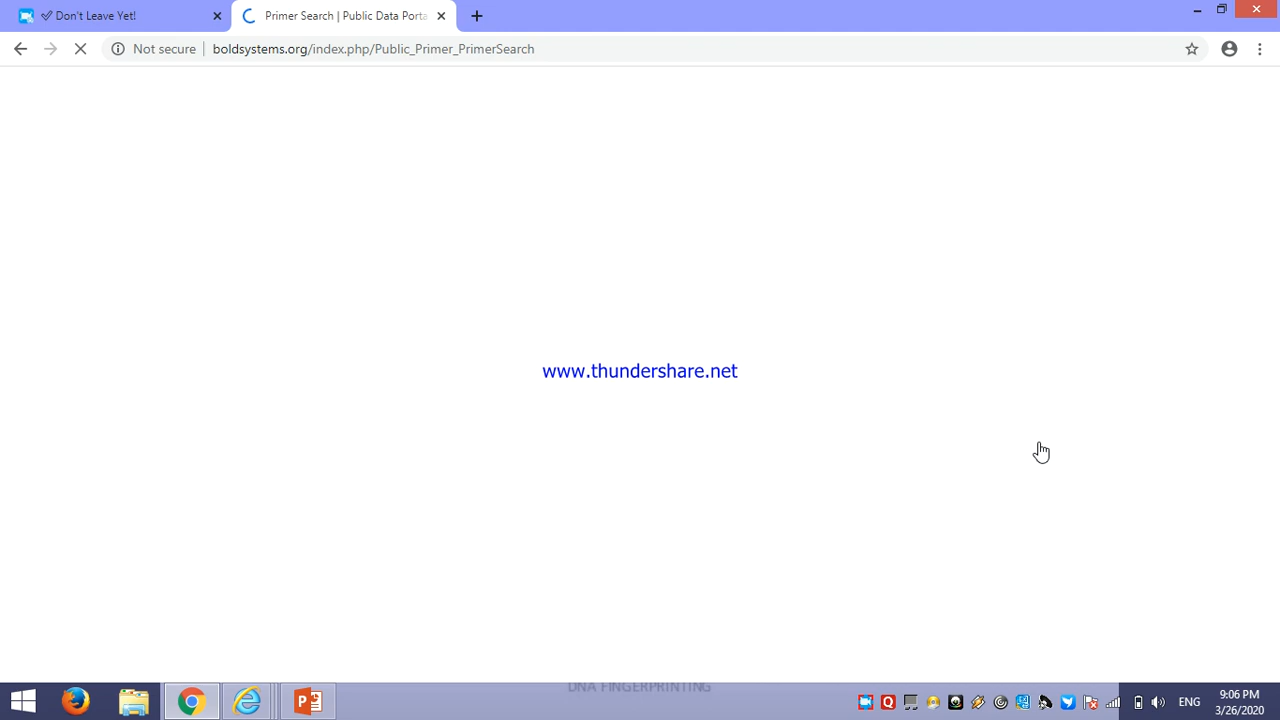 ✓ Don't Leave Yet!
Primer Search | Public Data Porta
Not secure
boldsystems.org/index.php/Public_Primer_PrimerSearch
www.thundershare.net
DNA FINGERPRINTING
ENG
9:06 PM
3/26/2020